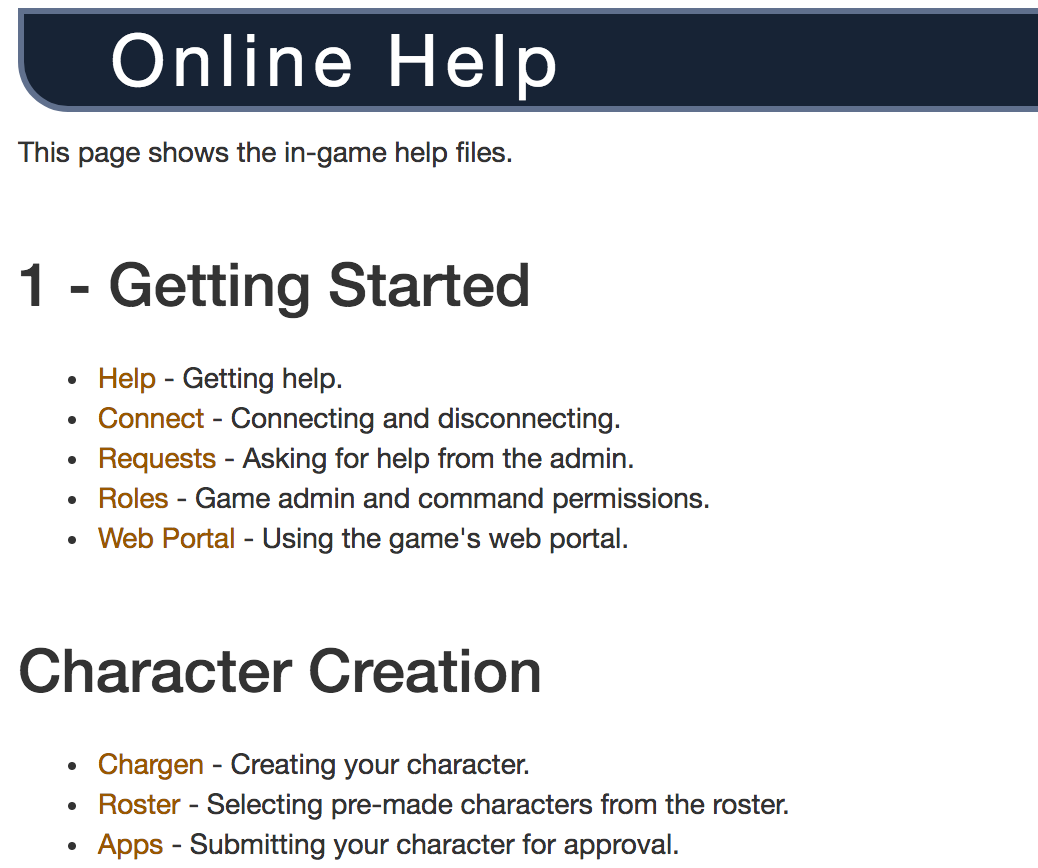 Online Help
This page shows the in-game help files.
1 - Getting Started
Help - Getting help.
Connect - Connecting and disconnecting.
Requests - Asking for help from the admin.
Roles - Game admin and command permissions.
Web Portal - Using the game's web portal.
Character Creation
Chargen - Creating your character.
Roster - Selecting pre-made characters from the roster.
Apps - Submitting your character for approval.